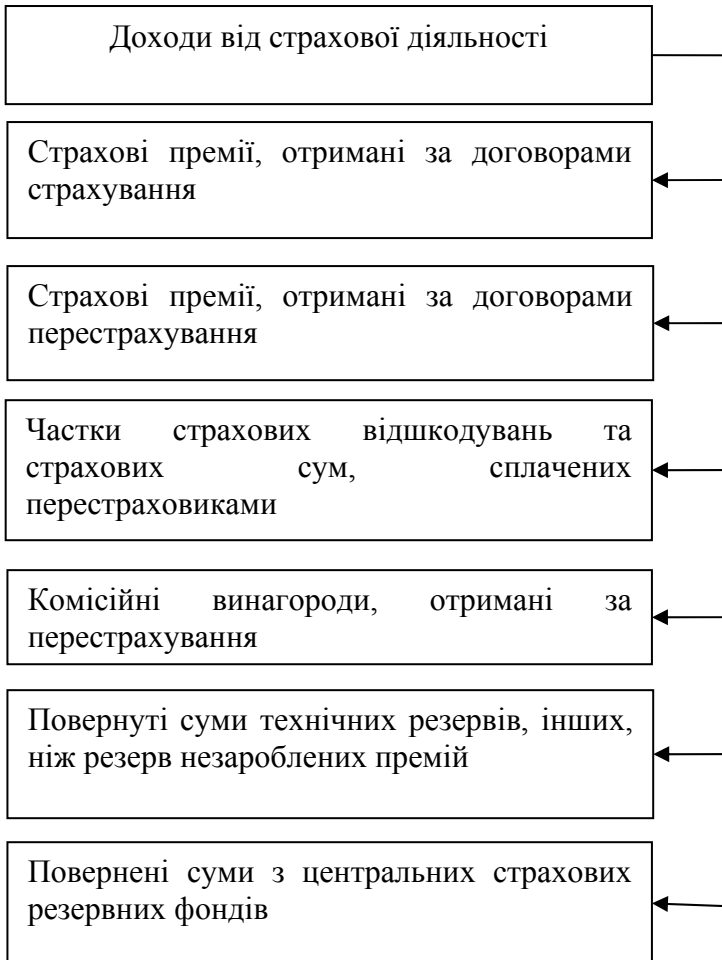 Доходи від страхової діяльності
Страхові премії, отримані за договорами
страхування
Страхові премії, отримані за договорами
перестрахування
Частки страхових відшкодувань та
страхових сум, сплачених
перестраховиками
Комісійні винагороди, отримані за
перестрахування
Повернуті суми технічних резервів, інших,
ніж резерв незароблених премій
Повернені суми з центральних страхових
резервних фондів